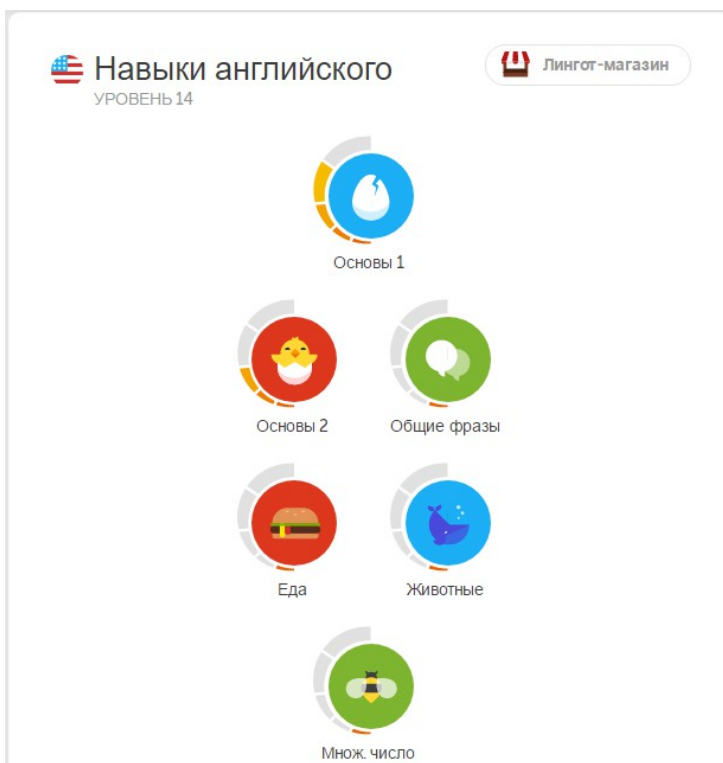 Навыки английского
УРОВЕНЬ 14
Лингот-магазин
Основы 1
Основы 2
Общие фразы
Еда
Животные
Множ. число